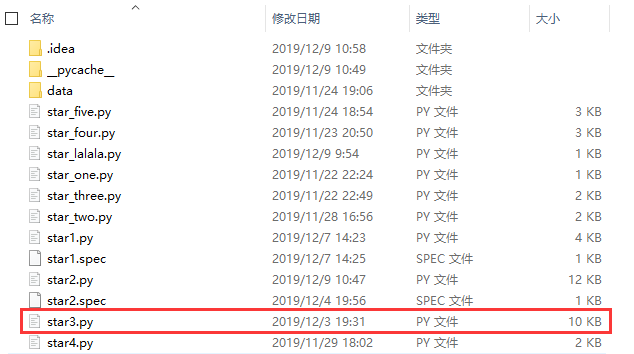 名称 修改日期 类型 大小
.idea 2019/12/9 10:58 文件夹
__pycache__ 2019/12/9 10:49 文件夹
data 2019/11/24 19:06 文件夹
star_five.py 2019/11/24 18:54 PY 文件 3 KB
star_four.py 2019/11/23 20:50 PY 文件 3 KB
star_lalala.py 2019/12/9 9:54 PY 文件 1 KB
star_one.py 2019/11/22 22:24 PY 文件 1 KB
star_three.py 2019/11/22 22:49 PY 文件 2 KB
star_two.py 2019/11/28 16:56 PY 文件 2 KB
star1.py 2019/12/7 14:23 PY 文件 4 KB
star1.spec 2019/12/7 14:25 SPEC 文件 1 KB
star2.py 2019/12/9 10:47 PY 文件 12 KB
star2.spec 2019/12/4 19:56 SPEC 文件 1 KB
star3.py 2019/12/3 19:31 PY 文件 10 KB
star4.py 2019/11/29 18:02 PY 文件 2 KB